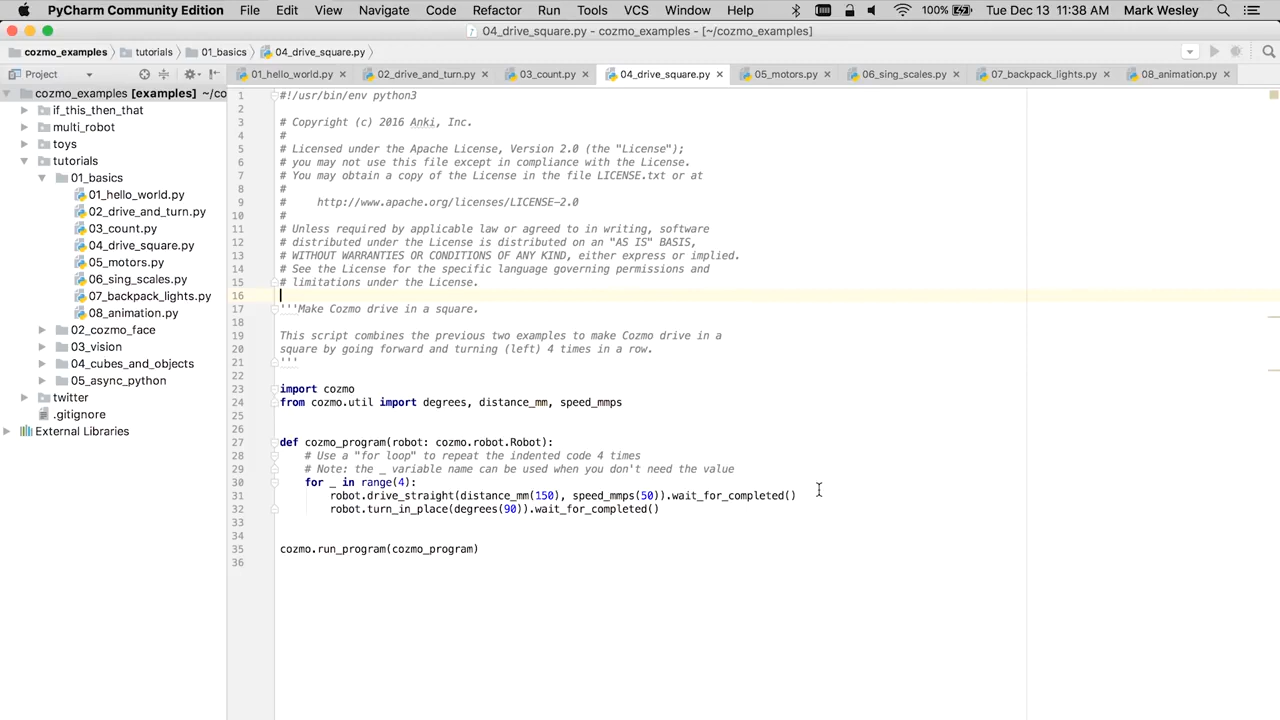 PyCharm Community Edition File Edit View Navigate Code Refactor Run Tools VCS Window Help 100% Tue Dec 13 11:38 AM Mark Wesley
04_drive_square.py - cozmo_examples - [~/cozmo_examples]
cozmo_examples tutorials 01_basics 04_drive_square.py
Project 01_hello_world.py 02_drive_and_turn.py 03_count.py 04_drive_square.py 05_motors.py 06_sing_scales.py 07_backpack_lights.py 08_animation.py
cozmo_examples [examples] ~/co
if_this_then_that
multi_robot
toys
tutorials
01_basics
01_hello_world.py
02_drive_and_turn.py
03_count.py
04_drive_square.py
05_motors.py
06_sing_scales.py
07_backpack_lights.py
08_animation.py
02_cozmo_face
03_vision
04_cubes_and_objects
05_async_python
twitter
.gitignore
External Libraries
1 #!/usr/bin/env python3
2
3 # Copyright (c) 2016 Anki, Inc.
4 #
5 # Licensed under the Apache License, Version 2.0 (the "License");
6 # you may not use this file except in compliance with the License.
7 # You may obtain a copy of the License in the file LICENSE.txt or at
8 #
9 #     http://www.apache.org/licenses/LICENSE-2.0
10 #
11 # Unless required by applicable law or agreed to in writing, software
12 # distributed under the License is distributed on an "AS IS" BASIS,
13 # WITHOUT WARRANTIES OR CONDITIONS OF ANY KIND, either express or implied.
14 # See the License for the specific language governing permissions and
15 # limitations under the License.
16
17 '''Make Cozmo drive in a square.
18
19 This script combines the previous two examples to make Cozmo drive in a
20 square by going forward and turning (left) 4 times in a row.
21 '''
22
23 import cozmo
24 from cozmo.util import degrees, distance_mm, speed_mmps
25
26
27 def cozmo_program(robot: cozmo.robot.Robot):
28     # Use a "for loop" to repeat the indented code 4 times
29     # Note: the _ variable name can be used when you don't need the value
30     for _ in range(4):
31         robot.drive_straight(distance_mm(150), speed_mmps(50)).wait_for_completed()
32         robot.turn_in_place(degrees(90)).wait_for_completed()
33
34
35 cozmo.run_program(cozmo_program)
36